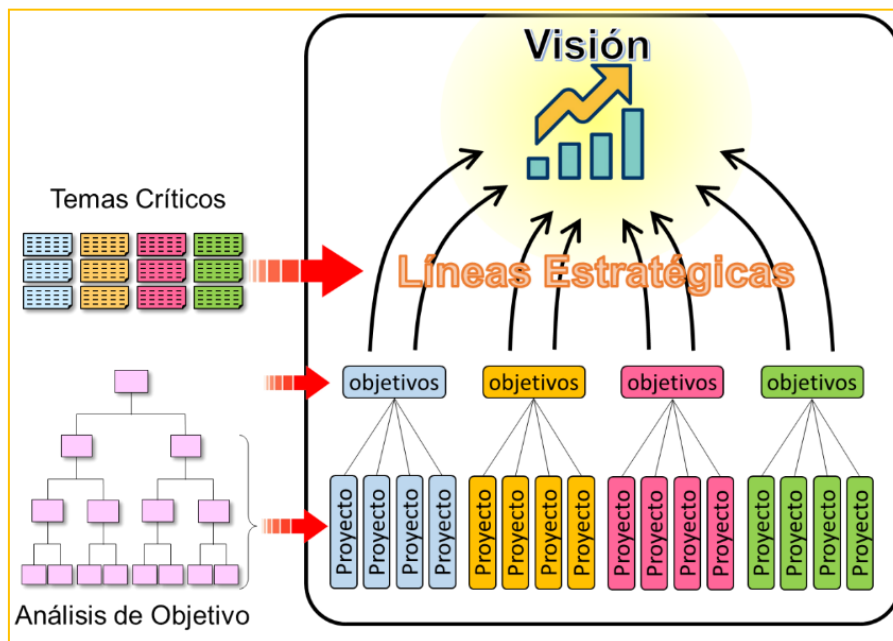 Visión
Temas Críticos
Líneas Estratégicas
objetivos objetivos objetivos objetivos
Proyecto Proyecto Proyecto Proyecto Proyecto Proyecto Proyecto Proyecto Proyecto Proyecto Proyecto Proyecto Proyecto Proyecto Proyecto Proyecto
Análisis de Objetivo